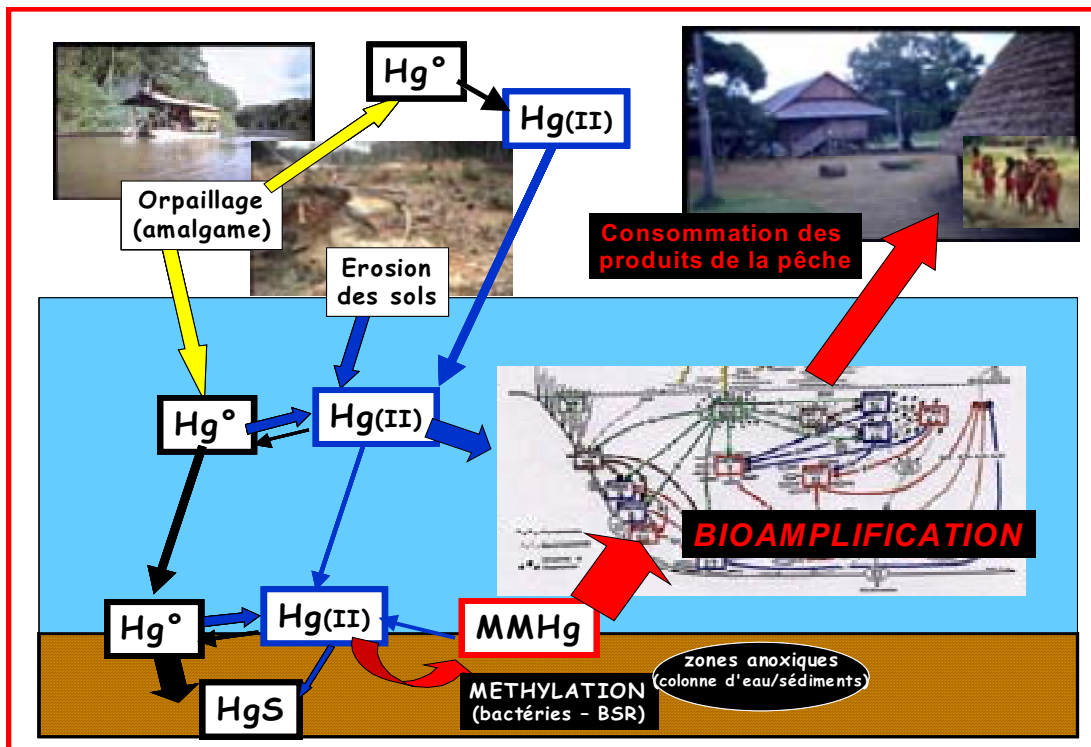 Hg°
Hg(II)
Orpaillage
(amalgame)
Erosion
des sols
Consommation des
produits de la pêche
Hg°
Hg(II)
BIOAMPLIFICATION
Hg°
Hg(II)
MMHg
zones anoxiques
(colonne d'eau/sédiments)
METHYLATION
(bactéries – BSR)
HgS